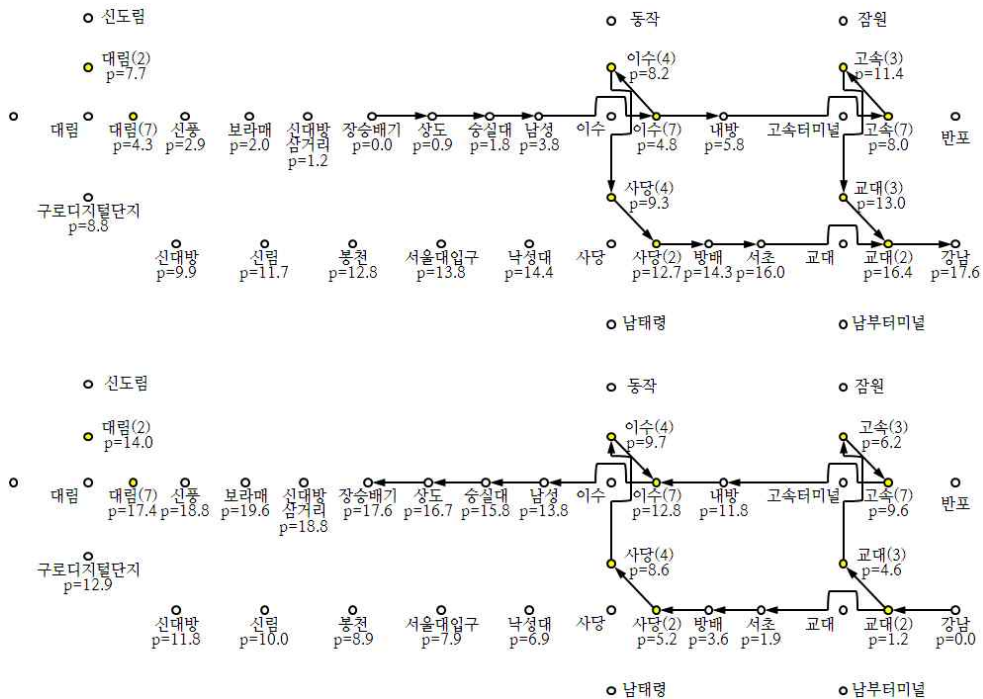 신도림
동작
잠원
대림(2)
p=7.7
이수(4)
p=8.2
고속(3)
p=11.4
대림
대림(7)
p=4.3
신풍
p=2.9
보라매
p=2.0
신대방
삼거리
p=1.2
장승배기
p=0.0
상도
p=0.9
숭실대
p=1.8
남성
p=3.8
이수
이수(7)
p=4.8
내방
p=5.8
고속터미널
고속(7)
p=8.0
반포
구로디지털단지
p=8.8
사당(4)
p=9.3
교대(3)
p=13.0
신대방
p=9.9
신림
p=11.7
봉천
p=12.8
서울대입구
p=13.8
낙성대
p=14.4
사당
사당(2)
p=12.7
방배
p=14.3
서초
p=16.0
교대
교대(2)
p=16.4
강남
p=17.6
남태령
남부터미널
신도림
동작
잠원
대림(2)
p=14.0
이수(4)
p=9.7
고속(3)
p=6.2
대림
대림(7)
p=17.4
신풍
p=18.8
보라매
p=19.6
신대방
삼거리
p=18.8
장승배기
p=17.6
상도
p=16.7
숭실대
p=15.8
남성
p=13.8
이수
이수(7)
p=12.8
내방
p=11.8
고속터미널
고속(7)
p=9.6
반포
구로디지털단지
p=12.9
사당(4)
p=8.6
교대(3)
p=4.6
신대방
p=11.8
신림
p=10.0
봉천
p=8.9
서울대입구
p=7.9
낙성대
p=6.9
사당
사당(2)
p=5.2
방배
p=3.6
서초
p=1.9
교대
교대(2)
p=1.2
강남
p=0.0
남태령
남부터미널